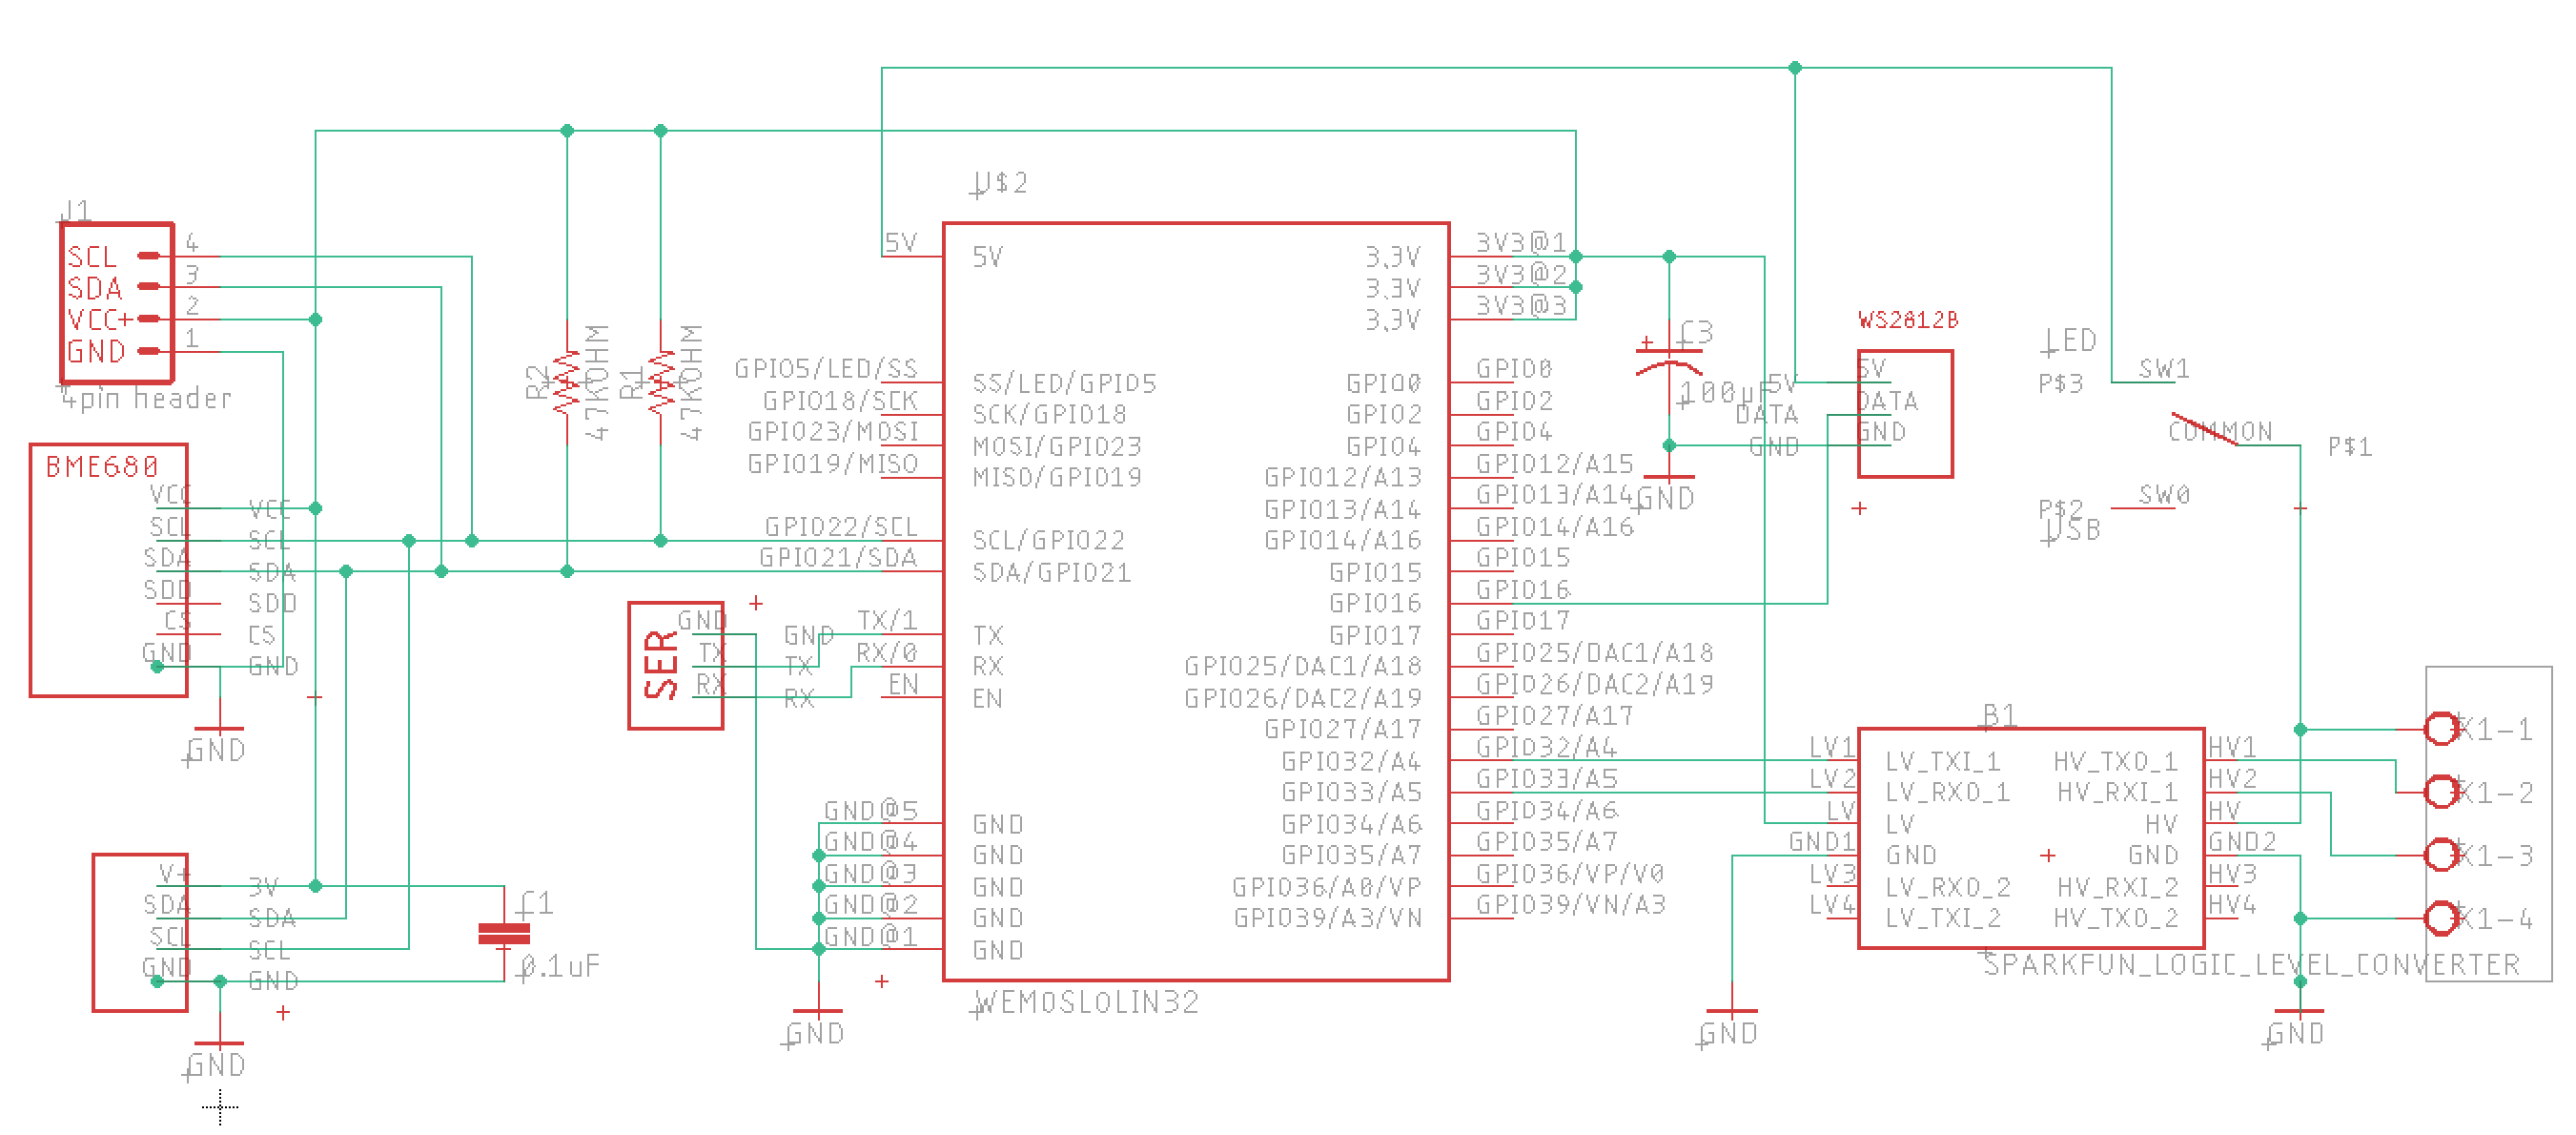 J1
SCL 4
SDA 3
VCC+ 2
GND 1
4pin header
BME680
VCC VCC
SCL SCL
SDA SDA
SDO SDO
CS CS
GND GND
GND
V+ 3V
SDA SDA
SCL SCL
GND GND
GND
C1
0.1uF
R2
47KOHM
R1
47KOHM
SER
GND GND
TX TX
RX RX
U$2
5V 5V
GPIO5/LED/SS SS/LED/GPIO5
GPIO18/SCK SCK/GPIO18
GPIO23/MOSI MOSI/GPIO23
GPIO19/MISO MISO/GPIO19
GPIO22/SCL SCL/GPIO22
GPIO21/SDA SDA/GPIO21
TX/1 TX
RX/0 RX
EN EN
GND@5 GND
GND@4 GND
GND@3 GND
GND@2 GND
GND@1 GND
GND
3.3V 3V3@1
3.3V 3V3@2
3.3V 3V3@3
GPIO0 GPIO0
GPIO2 GPIO2
GPIO4 GPIO4
GPIO12/A13 GPIO12/A15
GPIO13/A14 GPIO13/A14
GPIO14/A16 GPIO14/A16
GPIO15 GPIO15
GPIO16 GPIO16
GPIO17 GPIO17
GPIO25/DAC1/A18 GPIO25/DAC1/A18
GPIO26/DAC2/A19 GPIO26/DAC2/A19
GPIO27/A17 GPIO27/A17
GPIO32/A4 GPIO32/A4
GPIO33/A5 GPIO33/A5
GPIO34/A6 GPIO34/A6
GPIO35/A7 GPIO35/A7
GPIO36/A0/VP GPIO36/VP/V0
GPIO39/A3/VN GPIO39/VN/A3
WEMOSLOLIN32
C3
100µF
GND
WS2812B
5V 5V
DATA DATA
GND GND
LED
P$3 SW1
COMMON P$1
P$2 SW0
USB
B1
LV1 LV_TXI_1 HV_TXO_1 HV1
LV2 LV_RXO_1 HV_RXI_1 HV2
LV LV HV HV
GND1 GND GND GND2
LV3 LV_RXO_2 HV_RXI_2 HV3
LV4 LV_TXI_2 HV_TXO_2 HV4
SPARKFUN_LOGIC_LEVEL_CONVERTER
GND
GND
X1-1
X1-2
X1-3
X1-4